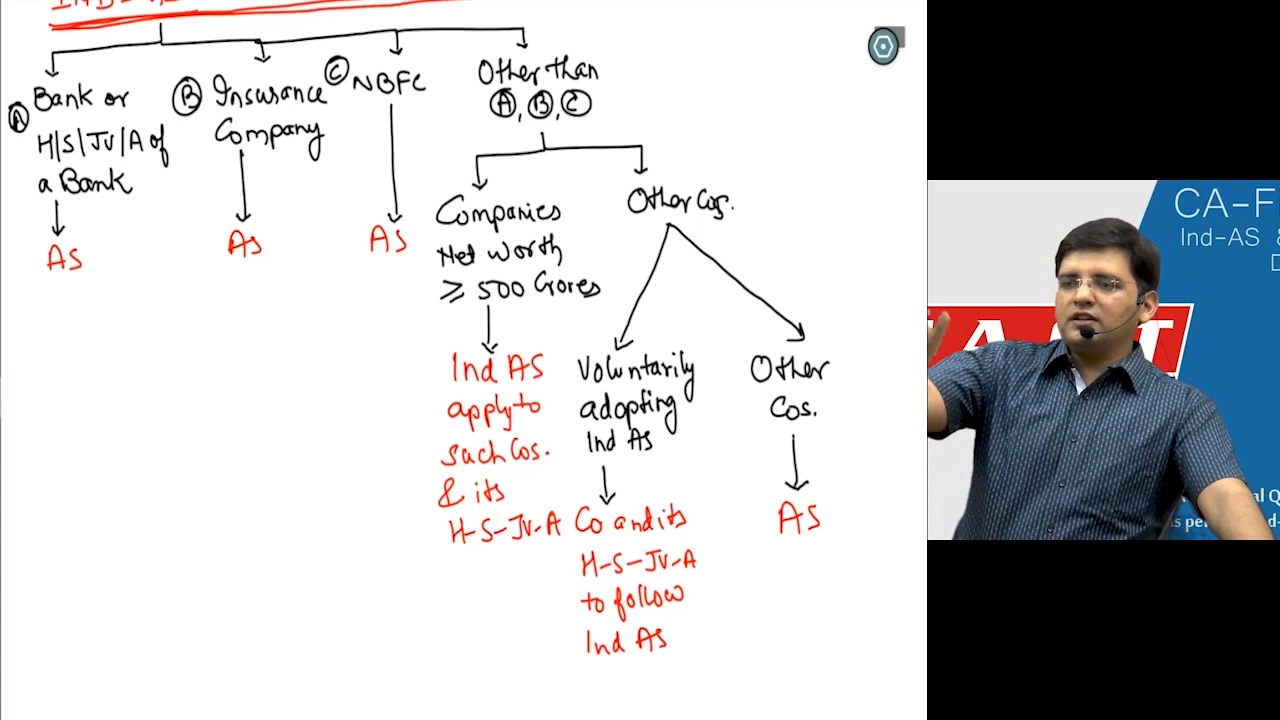 Ⓐ Bank or
H/S/JV/A of
a Bank
AS
Ⓑ Insurance
Company
AS
Ⓒ NBFC
AS
Other than
Ⓐ, Ⓑ, Ⓒ
Companies
Net worth
≥ 500 Crores
Ind AS
apply to
such Cos.
& its
H-S-JV-A
Other Cos.
Voluntarily
adopting
Ind AS
Co and its
H-S-JV-A
to follow
Ind AS
Other
Cos.
AS
CA-F
Ind-AS &
D